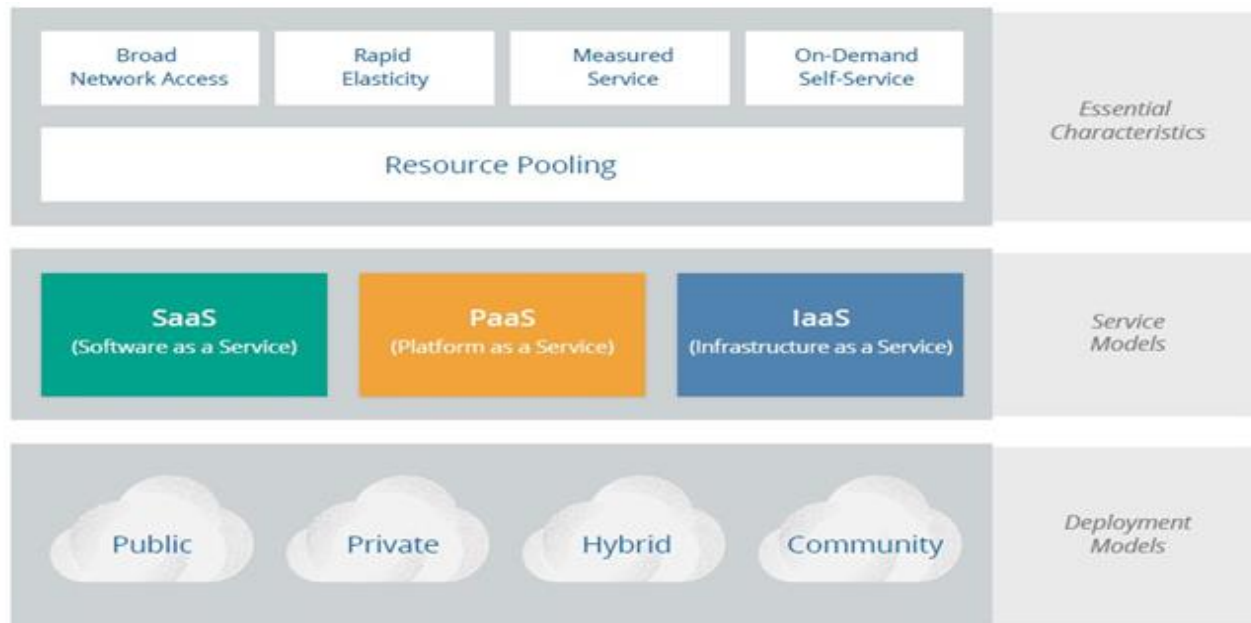 Broad
Network Access
Rapid
Elasticity
Measured
Service
On-Demand
Self-Service
Resource Pooling
Essential
Characteristics
SaaS
(Software as a Service)
PaaS
(Platform as a Service)
IaaS
(Infrastructure as a Service)
Service
Models
Public
Private
Hybrid
Community
Deployment
Models